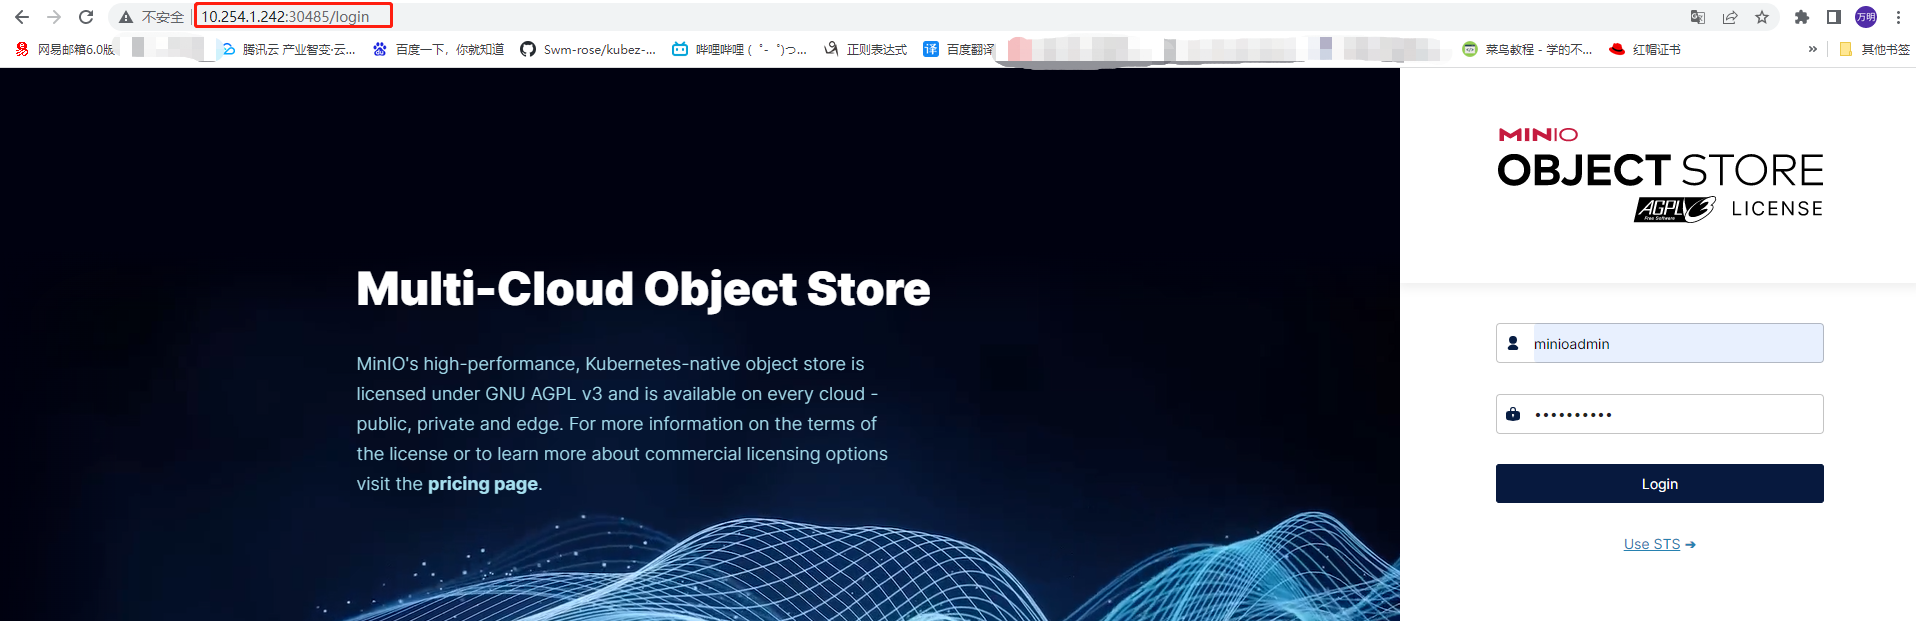 不安全 10.254.1.242:30485/login 万明
网易邮箱6.0版 腾讯云 产业智变·云... 百度一下，你就知道 Swm-rose/kubez-... 哔哩哔哩 ( ゜- ゜)つ... 正则表达式 译 百度翻译 菜鸟教程 - 学的不... 红帽证书 » 其他书签
MINIO
OBJECT STORE
AGPL v3 Free Software LICENSE
Multi-Cloud Object Store
MinIO's high-performance, Kubernetes-native object store is
licensed under GNU AGPL v3 and is available on every cloud -
public, private and edge. For more information on the terms of
the license or to learn more about commercial licensing options
visit the pricing page.
minioadmin
••••••••••
Login
Use STS ➔